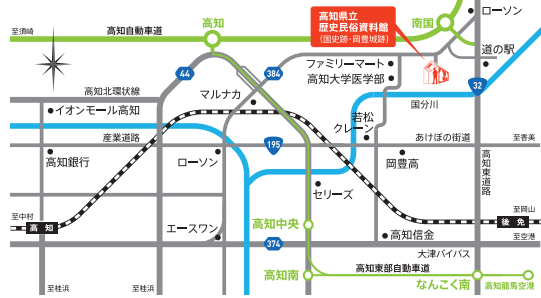 至須崎
高知自動車道
高知
高知県立
歴史民俗資料館
(国史跡・岡豊城跡)
南国
ローソン
道の駅
ファミリーマート
高知大学医学部
44
384
32
高知北環状線
マルナカ
国分川
イオンモール高知
若松
クレーン
産業道路
あけぼの街道
至香美
195
高知銀行
ローソン
岡豊高
高知東道路
セリーズ
至中村
高知
エースワン
高知中央
至岡山
後免
高知信金
至空港
374
大津バイパス
高知南
高知東部自動車道
なんこく南
高知龍馬空港
至桂浜
至桂浜